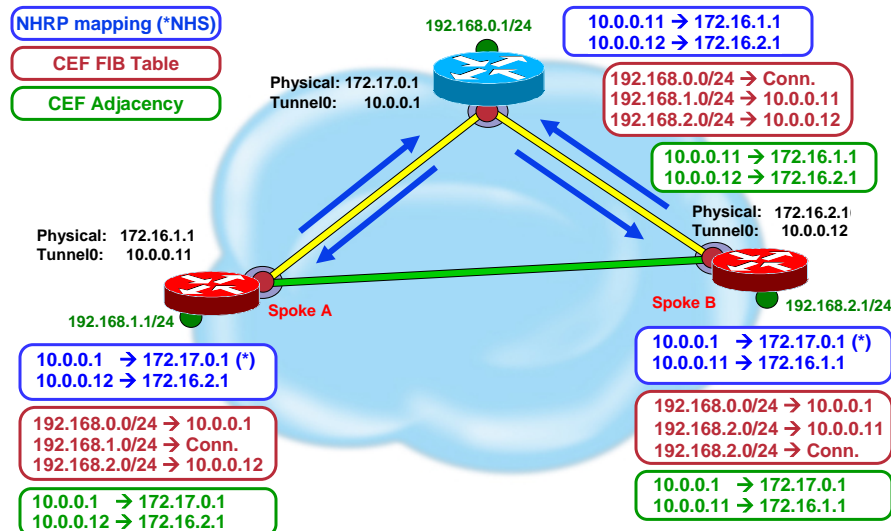 NHRP mapping (*NHS)
CEF FIB Table
CEF Adjacency
192.168.0.1/24
10.0.0.11 → 172.16.1.1
10.0.0.12 → 172.16.2.1
Physical: 172.17.0.1
Tunnel0: 10.0.0.1
192.168.0.0/24 → Conn.
192.168.1.0/24 → 10.0.0.11
192.168.2.0/24 → 10.0.0.12
10.0.0.11 → 172.16.1.1
10.0.0.12 → 172.16.2.1
Physical: 172.16.1.1
Tunnel0: 10.0.0.11
Physical: 172.16.2.1
Tunnel0: 10.0.0.12
Spoke A
192.168.1.1/24
Spoke B
192.168.2.1/24
10.0.0.1 → 172.17.0.1 (*)
10.0.0.12 → 172.16.2.1
192.168.0.0/24 → 10.0.0.1
192.168.1.0/24 → Conn.
192.168.2.0/24 → 10.0.0.12
10.0.0.1 → 172.17.0.1
10.0.0.12 → 172.16.2.1
10.0.0.1 → 172.17.0.1 (*)
10.0.0.11 → 172.16.1.1
192.168.0.0/24 → 10.0.0.1
192.168.2.0/24 → 10.0.0.11
192.168.2.0/24 → Conn.
10.0.0.1 → 172.17.0.1
10.0.0.11 → 172.16.1.1